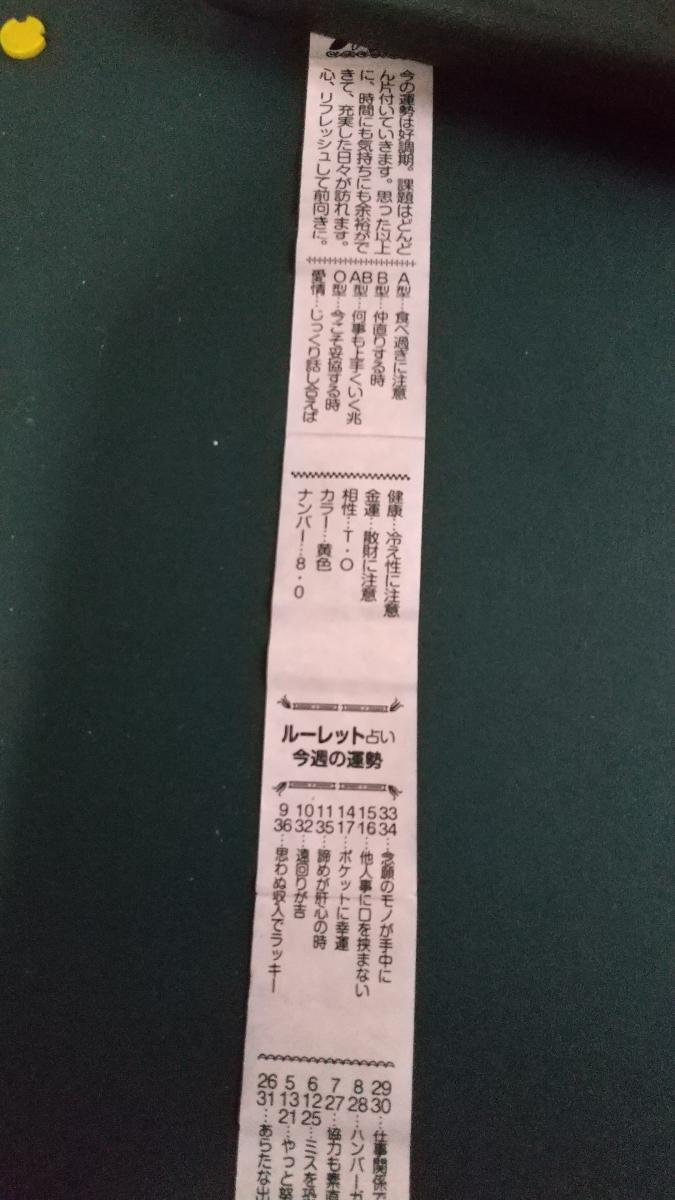 今の運勢は好調期。課題はどんど
ん片付いていきます。思った以上
に、時間にも気持ちにも余裕がで
きて、充実した日々が訪れます。
心、リフレッシュして前向きに。
A型…食べ過ぎに注意
B型…仲直りする時
AB型…何事も上手くいく兆
O型…今こそ妥協する時
愛情…じっくり話し合えば
健康…冷え性に注意
金運…散財に注意
相性…T・O
カラー…黄色
ナンバー…8・0
ルーレット占い
今週の運勢
33 34…念願のモノが手中に
15 16…他人事に口を挟まない
14 17…ポケットに幸運
11 35…諦めが肝心の時
10 32…遠回りが吉
9 36…思わぬ収入でラッキー
29 30…仕事関係で
8 28…ハンバーガ
7 27…協力も素直
6 12 25…ミスを恐
5 13 21…やっと努
26 31…あらたな出